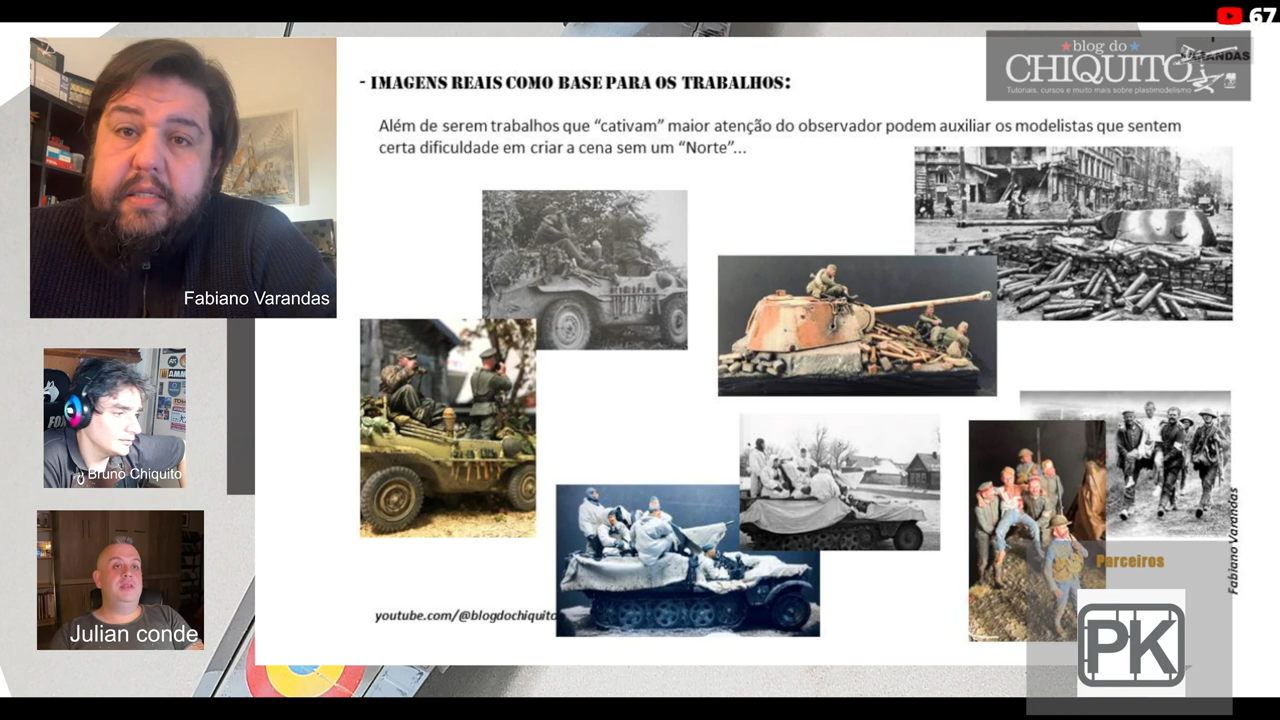 67
blog do
CHIQUITO
Tutoriais, cursos e muito mais sobre plastimodelismo
VARANDAS
- IMAGENS REAIS COMO BASE PARA OS TRABALHOS:
Além de serem trabalhos que “cativam” maior atenção do observador podem auxiliar os modelistas que sentem
certa dificuldade em criar a cena sem um “Norte”...
Fabiano Varandas
FOX
Bruno Chiquito
Julian conde
youtube.com/@blogdochiquito
Fabiano Varandas
Parceiros
PK